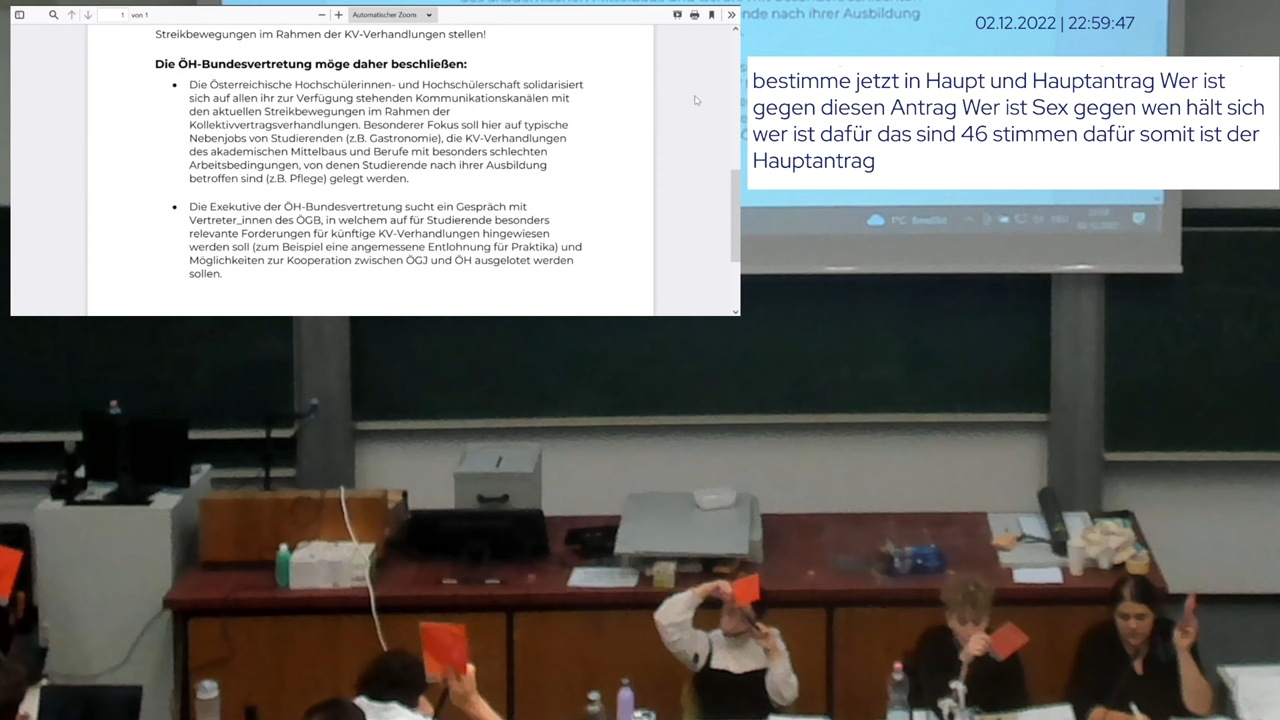 1 von 1
Automatischer Zoom
Streikbewegungen im Rahmen der KV-Verhandlungen stellen!
Die ÖH-Bundesvertretung möge daher beschließen:
• Die Österreichische Hochschülerinnen- und Hochschülerschaft solidarisiert
sich auf allen ihr zur Verfügung stehenden Kommunikationskanälen mit
den aktuellen Streikbewegungen im Rahmen der
Kollektivvertragsverhandlungen. Besonderer Fokus soll hier auf typische
Nebenjobs von Studierenden (z.B. Gastronomie), die KV-Verhandlungen
des akademischen Mittelbaus und Berufe mit besonders schlechten
Arbeitsbedingungen, von denen Studierende nach ihrer Ausbildung
betroffen sind (z.B. Pflege) gelegt werden.
• Die Exekutive der ÖH-Bundesvertretung sucht ein Gespräch mit
Vertreter_innen des ÖGB, in welchem auf für Studierende besonders
relevante Forderungen für künftige KV-Verhandlungen hingewiesen
werden soll (zum Beispiel eine angemessene Entlohnung für Praktika) und
Möglichkeiten zur Kooperation zwischen ÖGJ und ÖH ausgelotet werden
sollen.
nde nach ihrer Ausbildung
02.12.2022 | 22:59:47
bestimme jetzt in Haupt und Hauptantrag Wer ist
gegen diesen Antrag Wer ist Sex gegen wen hält sich
wer ist dafür das sind 46 stimmen dafür somit ist der
Hauptantrag
1°C